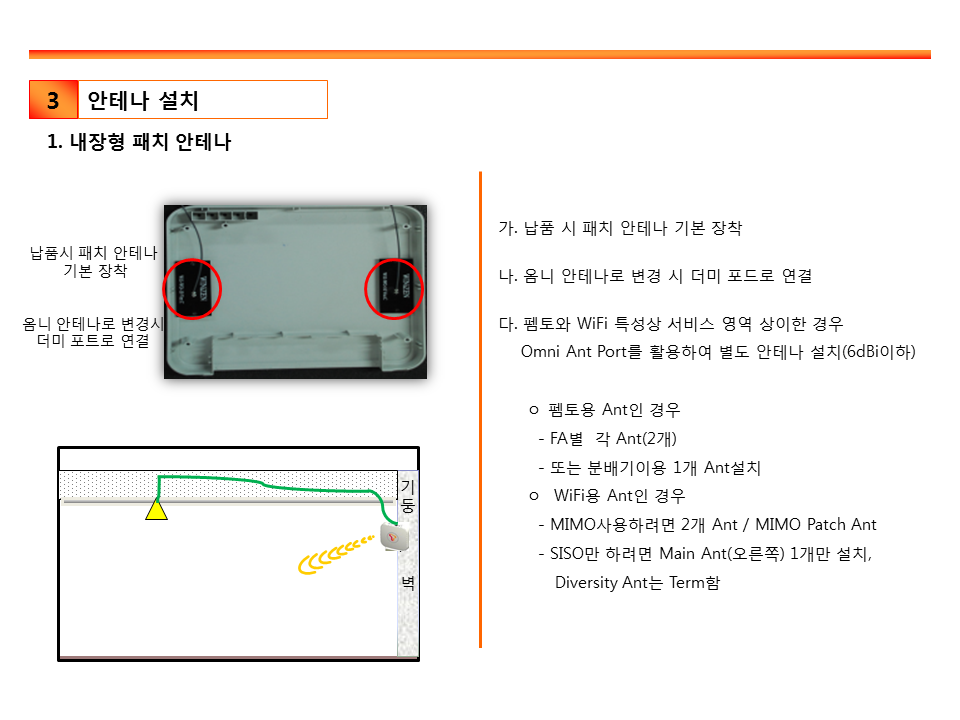 3
안테나 설치
1. 내장형 패치 안테나
납품시 패치 안테나
기본 장착
옴니 안테나로 변경시
더미 포트로 연결
기
둥
벽
가. 납품 시 패치 안테나 기본 장착
나. 옴니 안테나로 변경 시 더미 포드로 연결
다. 펨토와 WiFi 특성상 서비스 영역 상이한 경우
Omni Ant Port를 활용하여 별도 안테나 설치(6dBi이하)
ㅇ 펨토용 Ant인 경우
- FA별 각 Ant(2개)
- 또는 분배기이용 1개 Ant설치
ㅇ WiFi용 Ant인 경우
- MIMO사용하려면 2개 Ant / MIMO Patch Ant
- SISO만 하려면 Main Ant(오른쪽) 1개만 설치,
Diversity Ant는 Term함